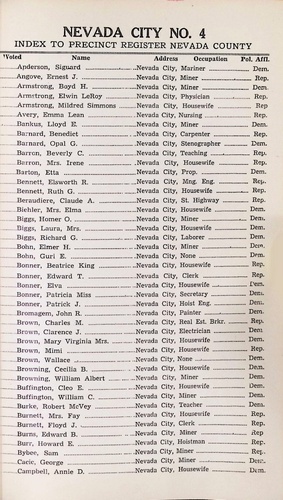 NEVADA CITY NO. 4
INDEX TO PRECINCT REGISTER NEVADA COUNTY
Voted Name Address Occupation Pol. Affl.
Anderson, Siguard Nevada City, Mariner Dem.
Angove, Ernest J. Nevada City, Miner Rep.
Armstrong, Boyd H. Nevada City, Miner Dem.
Armstrong, Elwin LeRoy Nevada City, Physician Rep.
Armstrong, Mildred Simmons Nevada City, Housewife Rep
Avery, Emma Lean Nevada City, Nursing Rep.
Bankus, Lloyd E. Nevada City, Miner Dem.
Barnard, Benedict Nevada City, Carpenter Rep.
Barnard, Opal G. Nevada City, Stenographer Dem.
Baron, Beverly C. Nevada City, Teaching Rep.
Barron, Mrs. Irene Nevada City, Housewife Rep.
Barton, Etta Nevada City, Prop. Dem.
Bennett, Elsworth R. Nevada City, Mng. Eng. Rep.
Bennett, Ruth G. Nevada City, Housewife Rep.
Beraudiere, Claude A. Nevada City, St. Highway Rep.
Biehler, Mrs. Elma Nevada City, Housewife Dem.
Biggs, Homer O. Nevada City, Miner Dem.
Biggs, Laura, Mrs. Nevada City, Housewife Dem.
Biggs, Richard G. Nevada City, Laborer Dem.
Bohn, Elmer H. Nevada City, Miner Dem.
Bohn, Guri E. Nevada City, None Dem.
Bonner, Beatrice King Nevada City, Housewife Dem.
Bonner, Edward T. Nevada City, Clerk Rep.
Bonner, Elva Nevada City, Housewife Dem.
Bonner, Patricia Miss Nevada City, Secretary Dem.
Bonner, Patrick J. Nevada City, Hoist Eng. Dem.
Bromagem, John R. Nevada City, Painter Dem.
Brown, Charles M. Nevada City, Real Est. Brkr. Rep.
Brown, Clarence J. Nevada City, Electrician Dem.
Brown, Mary Virginia Mrs. Nevada City, Housewife Dem.
Brown, Mimi Nevada City, Housewife Rep.
Brown, Wallace Nevada City, None Dem.
Browning, Cecilia B. Nevada City, Housewife Dem.
Browning, William Albert Nevada City, Miner Dem.
Buffington, Cleo E. Nevada City, Housewife Dem.
Buffington, William C. Nevada City, Miner Dem.
Burke, Robert McVey Nevada City, Teacher Dem.
Burnett, Mrs. Fay Nevada City, Housewife Rep.
Burnett, Floyd J. Nevada City, Clerk Rep.
Burns, Edward B. Nevada City, Miner Rep.
Burr, Howard E. Nevada City, Hoistman Rep.
Bybee, Sam Nevada City, Miner Rep.
Cacic, George Nevada City, Miner Dem.
Campbell, Annie D. Nevada City, Housewife Dem.